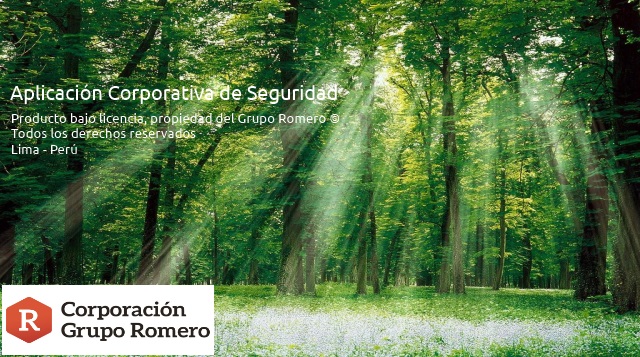 Aplicación Corporativa de Seguridad
Producto bajo licencia, propiedad del Grupo Romero ©
Todos los derechos reservados
Lima - Perú
R
Corporación
Grupo Romero